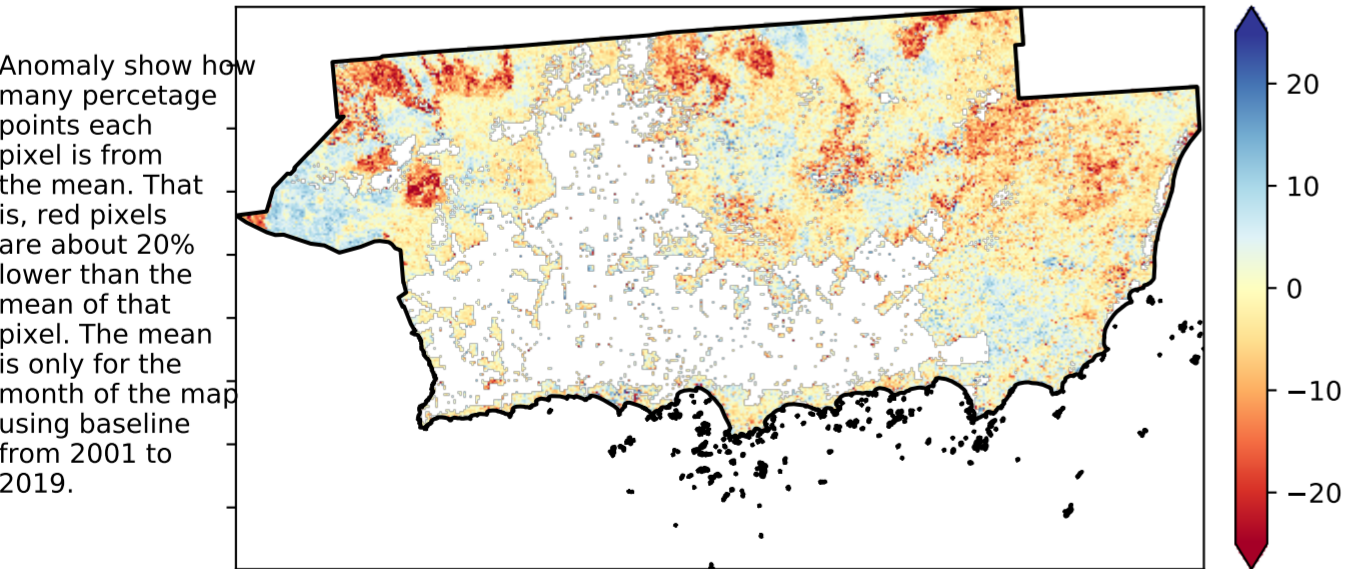 Anomaly show how
many percetage
points each
pixel is from
the mean. That
is, red pixels
are about 20%
lower than the
mean of that
pixel. The mean
is only for the
month of the map
using baseline
from 2001 to
2019.
20
10
0
−10
−20